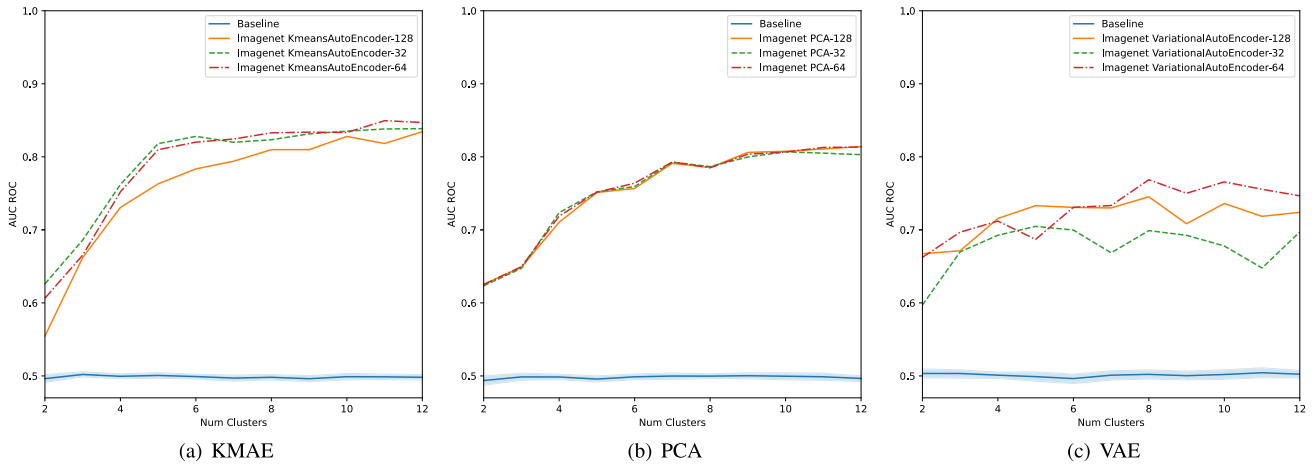 1.0
0.9
0.8
0.7
0.6
0.5
AUC ROC
2
4
6
8
10
12
Num Clusters
Baseline
Imagenet KmeansAutoEncoder-128
Imagenet KmeansAutoEncoder-32
Imagenet KmeansAutoEncoder-64
(a) KMAE
1.0
0.9
0.8
0.7
0.6
0.5
AUC ROC
2
4
6
8
10
12
Num Clusters
Baseline
Imagenet PCA-128
Imagenet PCA-32
Imagenet PCA-64
(b) PCA
1.0
0.9
0.8
0.7
0.6
0.5
AUC ROC
2
4
6
8
10
12
Num Clusters
Baseline
Imagenet VariationalAutoEncoder-128
Imagenet VariationalAutoEncoder-32
Imagenet VariationalAutoEncoder-64
(c) VAE